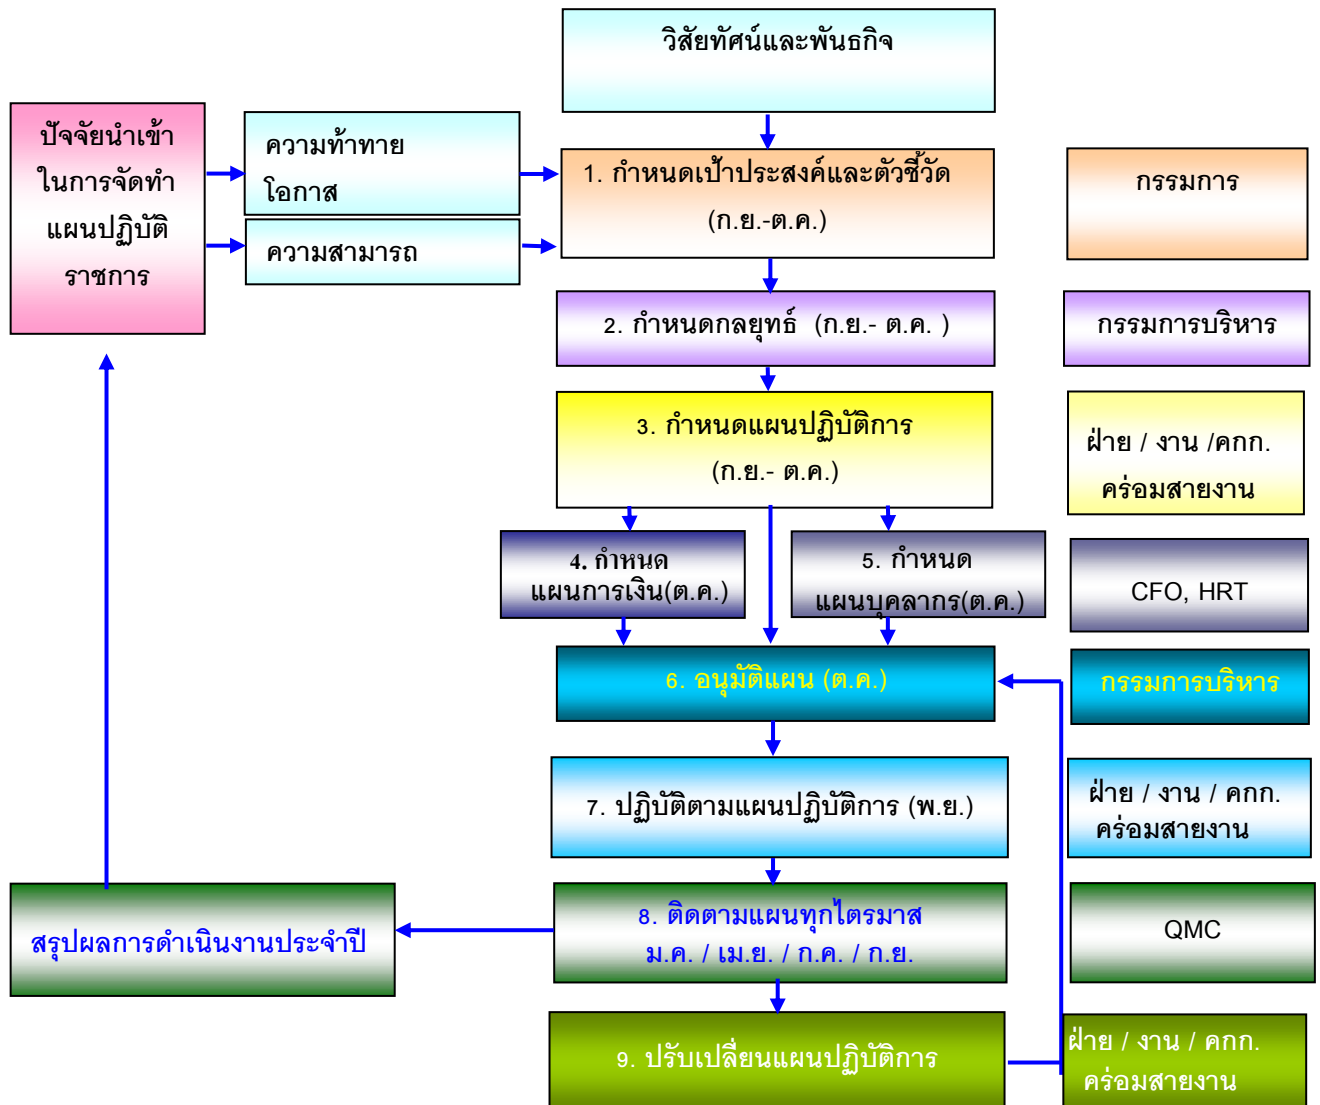 วิสัยทัศน์และพันธกิจ
ปัจจัยนำเข้า
ในการจัดทำ
แผนปฏิบัติ
ราชการ
ความท้าทาย
โอกาส
ความสามารถ
1. กำหนดเป้าประสงค์และตัวชี้วัด
(ก.ย.-ต.ค.)
กรรมการ
2. กำหนดกลยุทธ์ (ก.ย.- ต.ค. )
กรรมการบริหาร
3. กำหนดแผนปฏิบัติการ
(ก.ย.- ต.ค.)
ฝ่าย / งาน /คกก.
คร่อมสายงาน
4. กำหนด
แผนการเงิน(ต.ค.)
5. กำหนด
แผนบุคลากร(ต.ค.)
CFO, HRT
6. อนุมัติแผน (ต.ค.)
กรรมการบริหาร
7. ปฏิบัติตามแผนปฏิบัติการ (พ.ย.)
ฝ่าย / งาน / คกก.
คร่อมสายงาน
สรุปผลการดำเนินงานประจำปี
8. ติดตามแผนทุกไตรมาส
ม.ค. / เม.ย. / ก.ค. / ก.ย.
QMC
9. ปรับเปลี่ยนแผนปฏิบัติการ
ฝ่าย / งาน / คกก.
คร่อมสายงาน